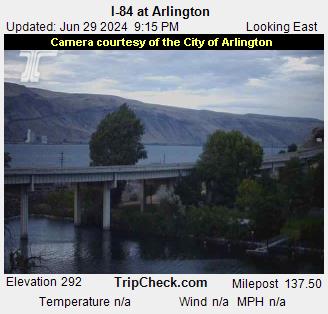 I-84 at Arlington
Updated: Jun 29 2024 9:15 PM Looking East
Camera courtesy of the City of Arlington
Elevation 292 TripCheck.com Milepost 137.50
Temperature n/a Wind n/a MPH n/a